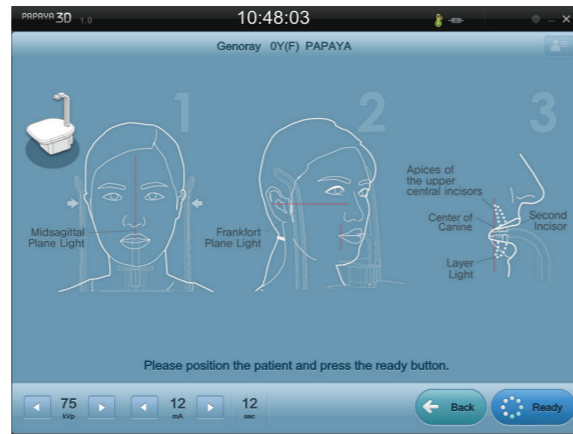 PAPAYA 3D 1.0
10:48:03
Genoray 0Y(F) PAPAYA
1
2
3
Midsagittal
Plane Light
Frankfort
Plane Light
Apices of
the upper
central incisors
Center of
Canine
Second
Incisor
Layer
Light
Please position the patient and press the ready button.
75
kVp
12
mA
12
sec
Back
Ready